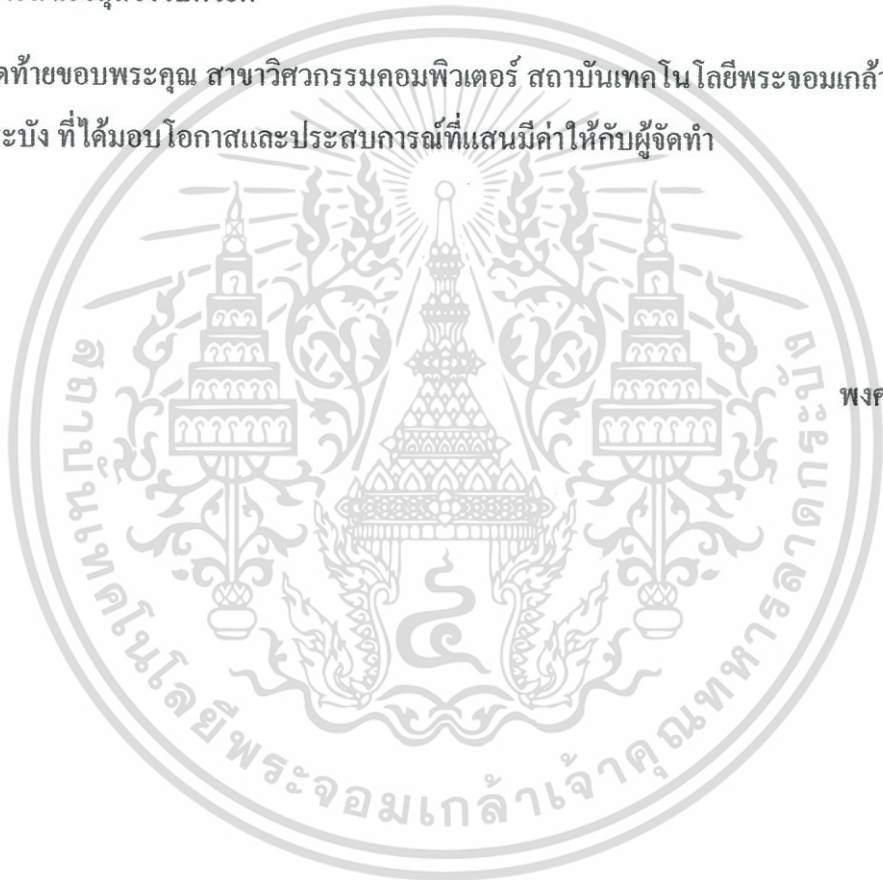 ดท้ายขอบพระคุณ สาขาวิศวกรรมคอมพิวเตอร์ สถาบันเทคโนโลยีพระจอมเกล้า
ะบัง ที่ได้มอบโอกาสและประสบการณ์ที่แสนมีค่าให้กับผู้จัดทำ
พงศ
สถาบันเทคโนโลยีพระจอมเกล้าเจ้าคุณทหารลาดกระบัง
๔